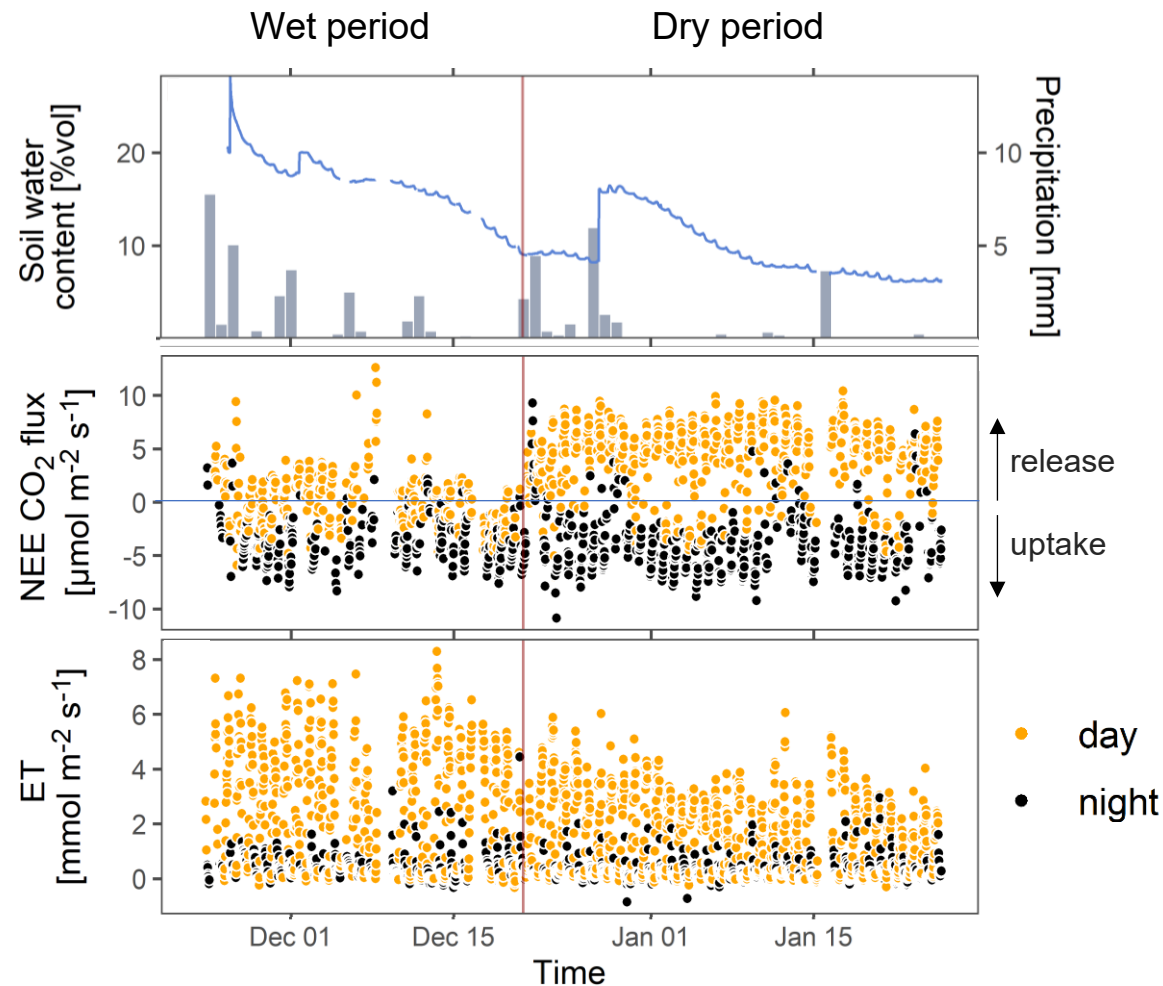 Wet period
Dry period
Soil water
content [%vol]
20
10
Precipitation [mm]
10
5
NEE CO2 flux
[µmol m-2 s-1]
10
5
0
-5
-10
release
uptake
ET
[mmol m-2 s-1]
8
6
4
2
0
day
night
Dec 01
Dec 15
Jan 01
Jan 15
Time